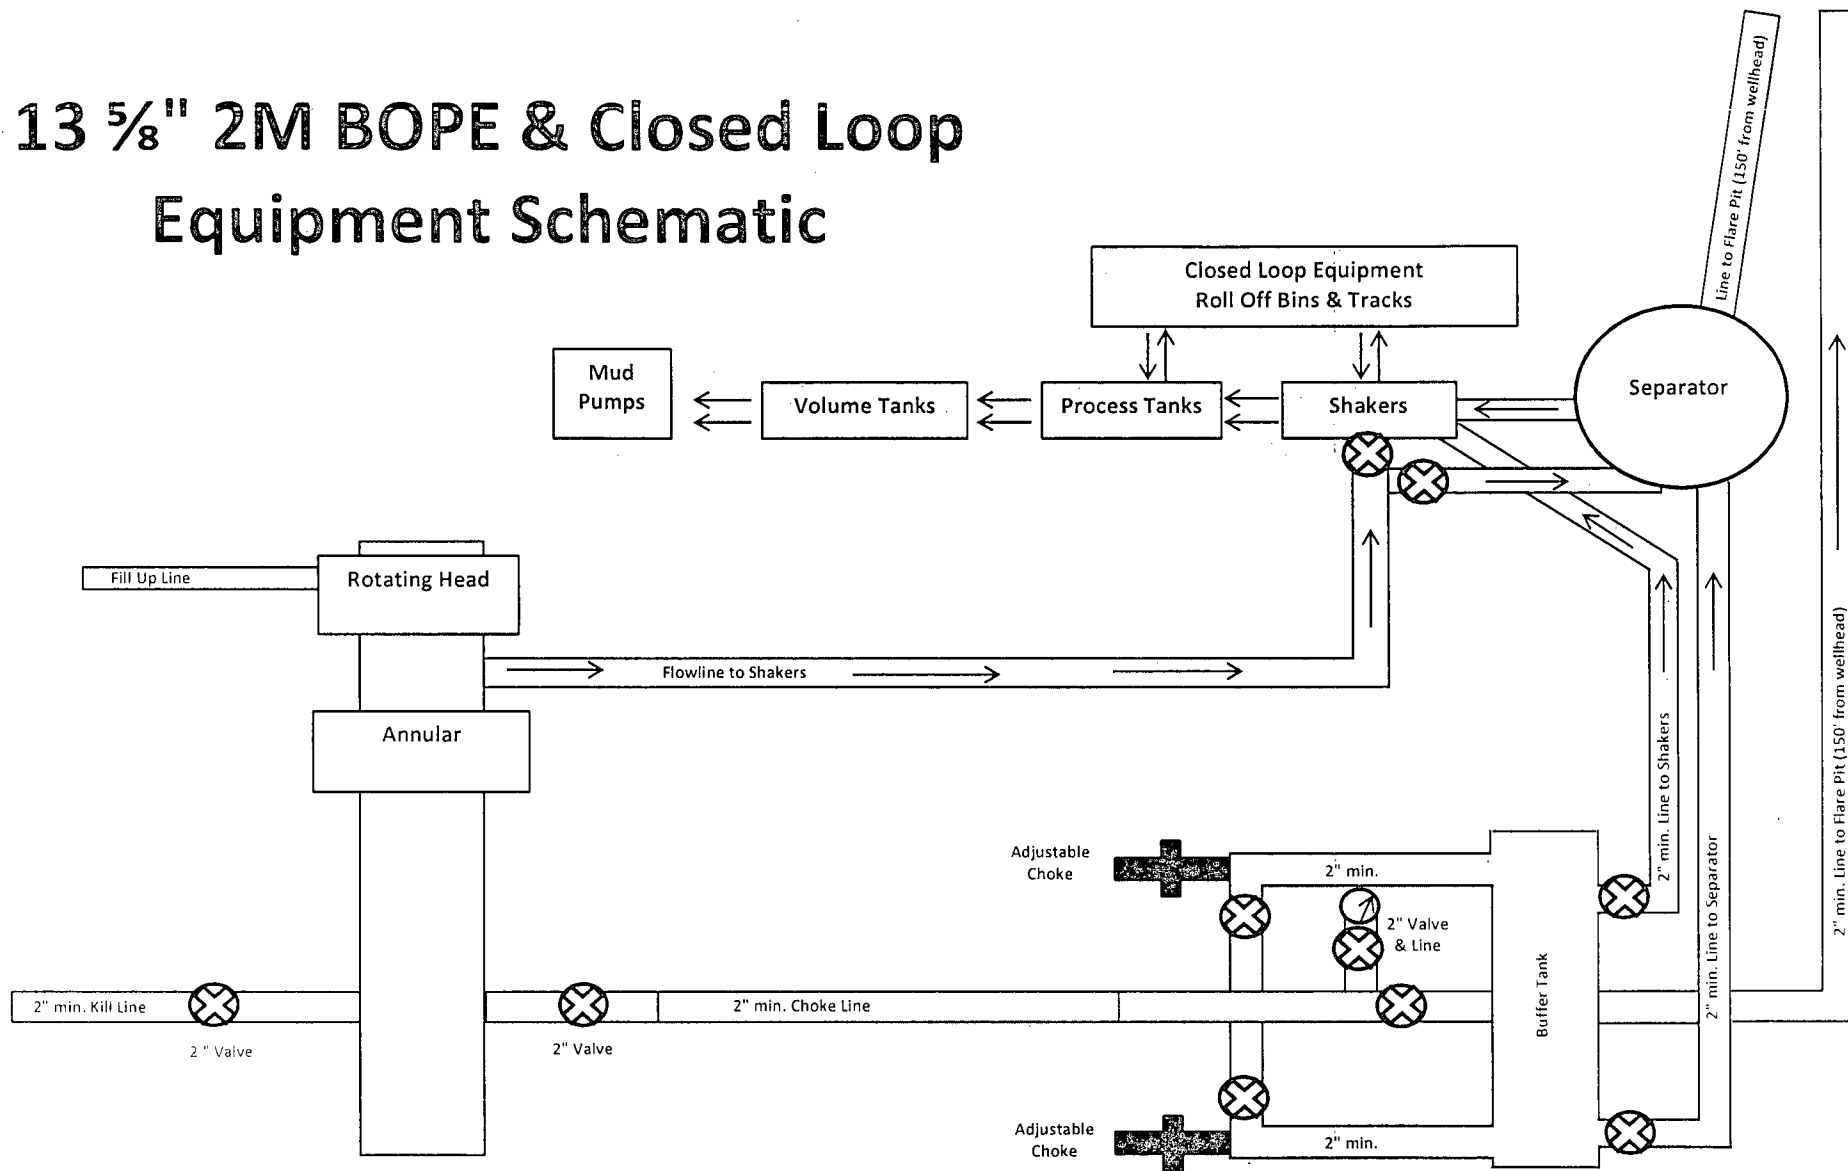 13 ⅝" 2M BOPE & Closed Loop
Equipment Schematic
Line to Flare Pit (150' from wellhead)
Closed Loop Equipment
Roll Off Bins & Tracks
Mud
Pumps
Volume Tanks
Process Tanks
Shakers
Separator
Fill Up Line
Rotating Head
Flowline to Shakers
Annular
2" min. Line to Shakers
2" min. Line to Separator
2" min. Line to Flare Pit (150' from wellhead)
Adjustable
Choke
2" min.
2" Valve
& Line
2" min. Kill Line
2" min. Choke Line
Buffer Tank
2 " Valve
2" Valve
Adjustable
Choke
2" min.